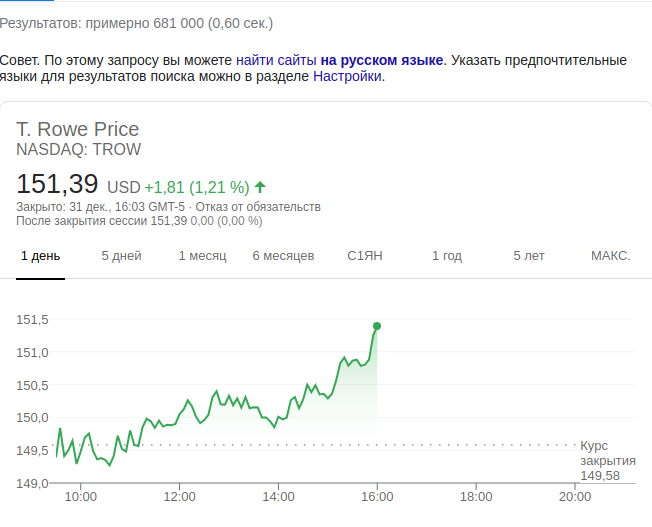 Результатов: примерно 681 000 (0,60 сек.)
Совет. По этому запросу вы можете найти сайты на русском языке. Указать предпочтительные
языки для результатов поиска можно в разделе Настройки.
T. Rowe Price
NASDAQ: TROW
151,39 USD +1,81 (1,21 %)
Закрыто: 31 дек., 16:03 GMT-5 · Отказ от обязательств
После закрытия сессии 151,39 0,00 (0,00 %)
1 день 5 дней 1 месяц 6 месяцев С1ЯН 1 год 5 лет МАКС.
151,5
151,0
150,5
150,0
149,5
149,0
Курс
закрытия
149,58
10:00 12:00 14:00 16:00 18:00 20:00